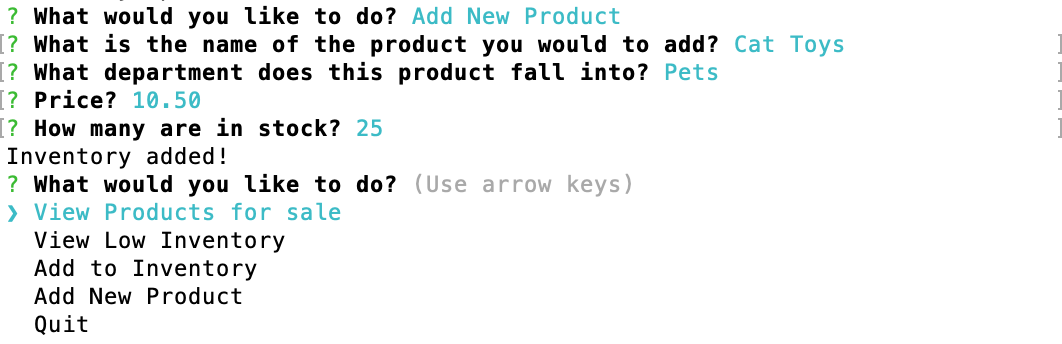 ? What would you like to do? Add New Product
[? What is the name of the product you would to add? Cat Toys ]
[? What department does this product fall into? Pets ]
[? Price? 10.50 ]
[? How many are in stock? 25 ]
Inventory added!
? What would you like to do? (Use arrow keys)
❯ View Products for sale
View Low Inventory
Add to Inventory
Add New Product
Quit